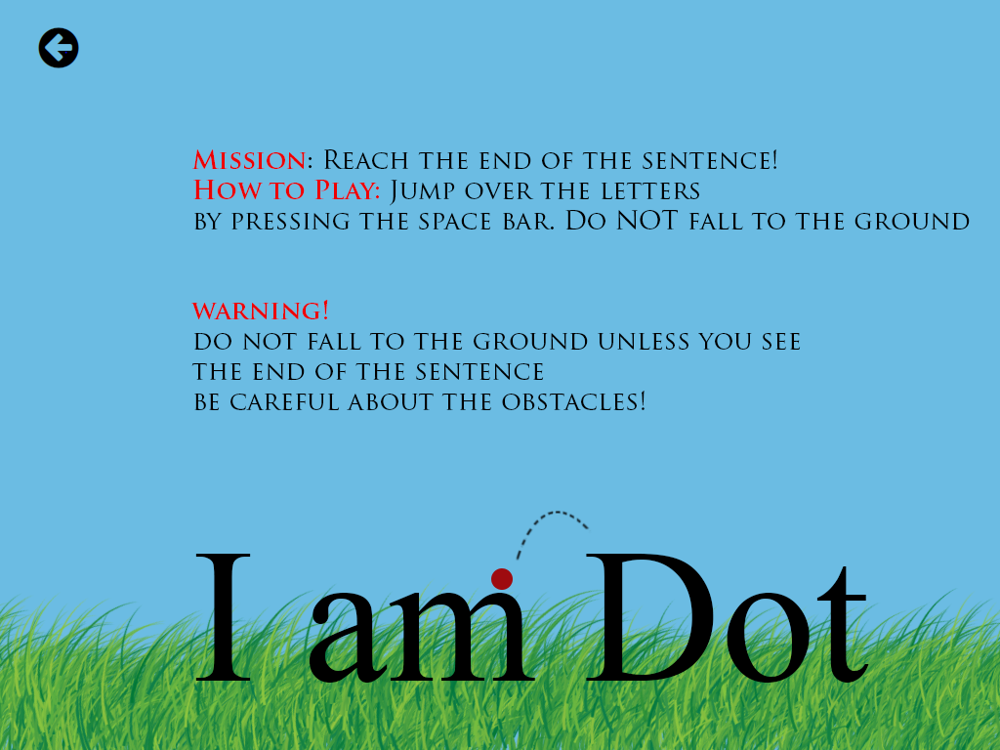 Mission: Reach the end of the sentence!
How to Play: Jump over the letters
by pressing the space bar. Do NOT fall to the ground
warning!
do not fall to the ground unless you see
the end of the sentence
be careful about the obstacles!
I am Dot